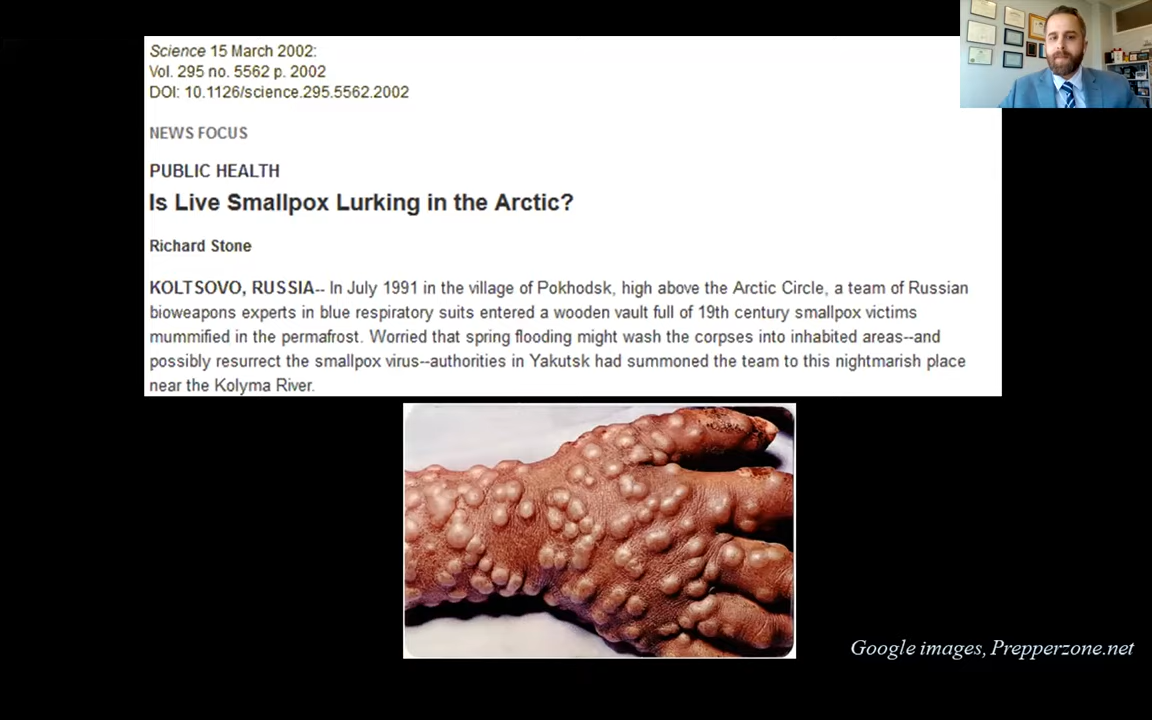 Science 15 March 2002:
Vol. 295 no. 5562 p. 2002
DOI: 10.1126/science.295.5562.2002
NEWS FOCUS
PUBLIC HEALTH
Is Live Smallpox Lurking in the Arctic?
Richard Stone
KOLTSOVO, RUSSIA-- In July 1991 in the village of Pokhodsk, high above the Arctic Circle, a team of Russian
bioweapons experts in blue respiratory suits entered a wooden vault full of 19th century smallpox victims
mummified in the permafrost. Worried that spring flooding might wash the corpses into inhabited areas--and
possibly resurrect the smallpox virus--authorities in Yakutsk had summoned the team to this nightmarish place
near the Kolyma River.
Google images, Prepperzone.net